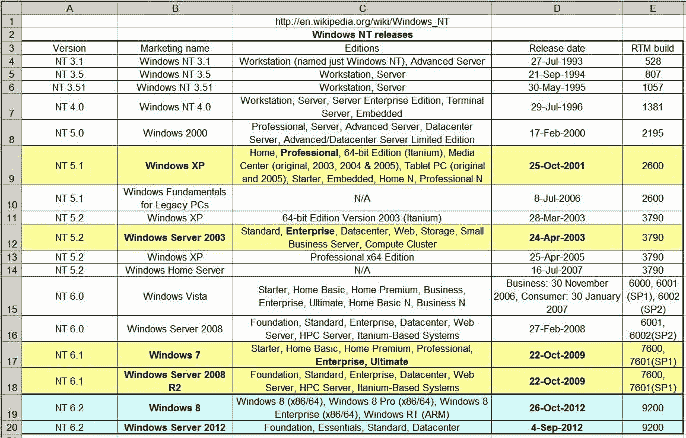 A B C D E
1 http://en.wikipedia.org/wiki/Windows_NT
2 Windows NT releases
3 Version Marketing name Editions Release date RTM build
4 NT 3.1 Windows NT 3.1 Workstation (named just Windows NT), Advanced Server 27-Jul-1993 528
5 NT 3.5 Windows NT 3.5 Workstation, Server 21-Sep-1994 807
6 NT 3.51 Windows NT 3.51 Workstation, Server 30-May-1995 1057
7 NT 4.0 Windows NT 4.0 Workstation, Server, Server Enterprise Edition, Terminal
Server, Embedded 29-Jul-1996 1381
8 NT 5.0 Windows 2000 Professional, Server, Advanced Server, Datacenter
Server, Advanced/Datacenter Server Limited Edition 17-Feb-2000 2195
9 NT 5.1 Windows XP Home, Professional, 64-bit Edition (Itanium), Media
Center (original, 2003, 2004 & 2005), Tablet PC (original
and 2005), Starter, Embedded, Home N, Professional N 25-Oct-2001 2600
10 NT 5.1 Windows Fundamentals
for Legacy PCs N/A 8-Jul-2006 2600
11 NT 5.2 Windows XP 64-bit Edition Version 2003 (Itanium) 28-Mar-2003 3790
12 NT 5.2 Windows Server 2003 Standard, Enterprise, Datacenter, Web, Storage, Small
Business Server, Compute Cluster 24-Apr-2003 3790
13 NT 5.2 Windows XP Professional x64 Edition 25-Apr-2005 3790
14 NT 5.2 Windows Home Server N/A 16-Jul-2007 3790
15 NT 6.0 Windows Vista Starter, Home Basic, Home Premium, Business,
Enterprise, Ultimate, Home Basic N, Business N Business: 30 November
2006, Consumer: 30 January
2007 6000, 6001
(SP1), 6002
(SP2)
16 NT 6.0 Windows Server 2008 Foundation, Standard, Enterprise, Datacenter, Web
Server, HPC Server, Itanium-Based Systems 27-Feb-2008 6001,
6002(SP2)
17 NT 6.1 Windows 7 Starter, Home Basic, Home Premium, Professional,
Enterprise, Ultimate 22-Oct-2009 7600,
7601(SP1)
18 NT 6.1 Windows Server 2008
R2 Foundation, Standard, Enterprise, Datacenter, Web
Server, HPC Server, Itanium-Based Systems 22-Oct-2009 7600,
7601(SP1)
19 NT 6.2 Windows 8 Windows 8 (x86/64), Windows 8 Pro (x86/64), Windows 8
Enterprise (x86/64), Windows RT (ARM) 26-Oct-2012 9200
20 NT 6.2 Windows Server 2012 Foundation, Essentials, Standard, Datacenter 4-Sep-2012 9200